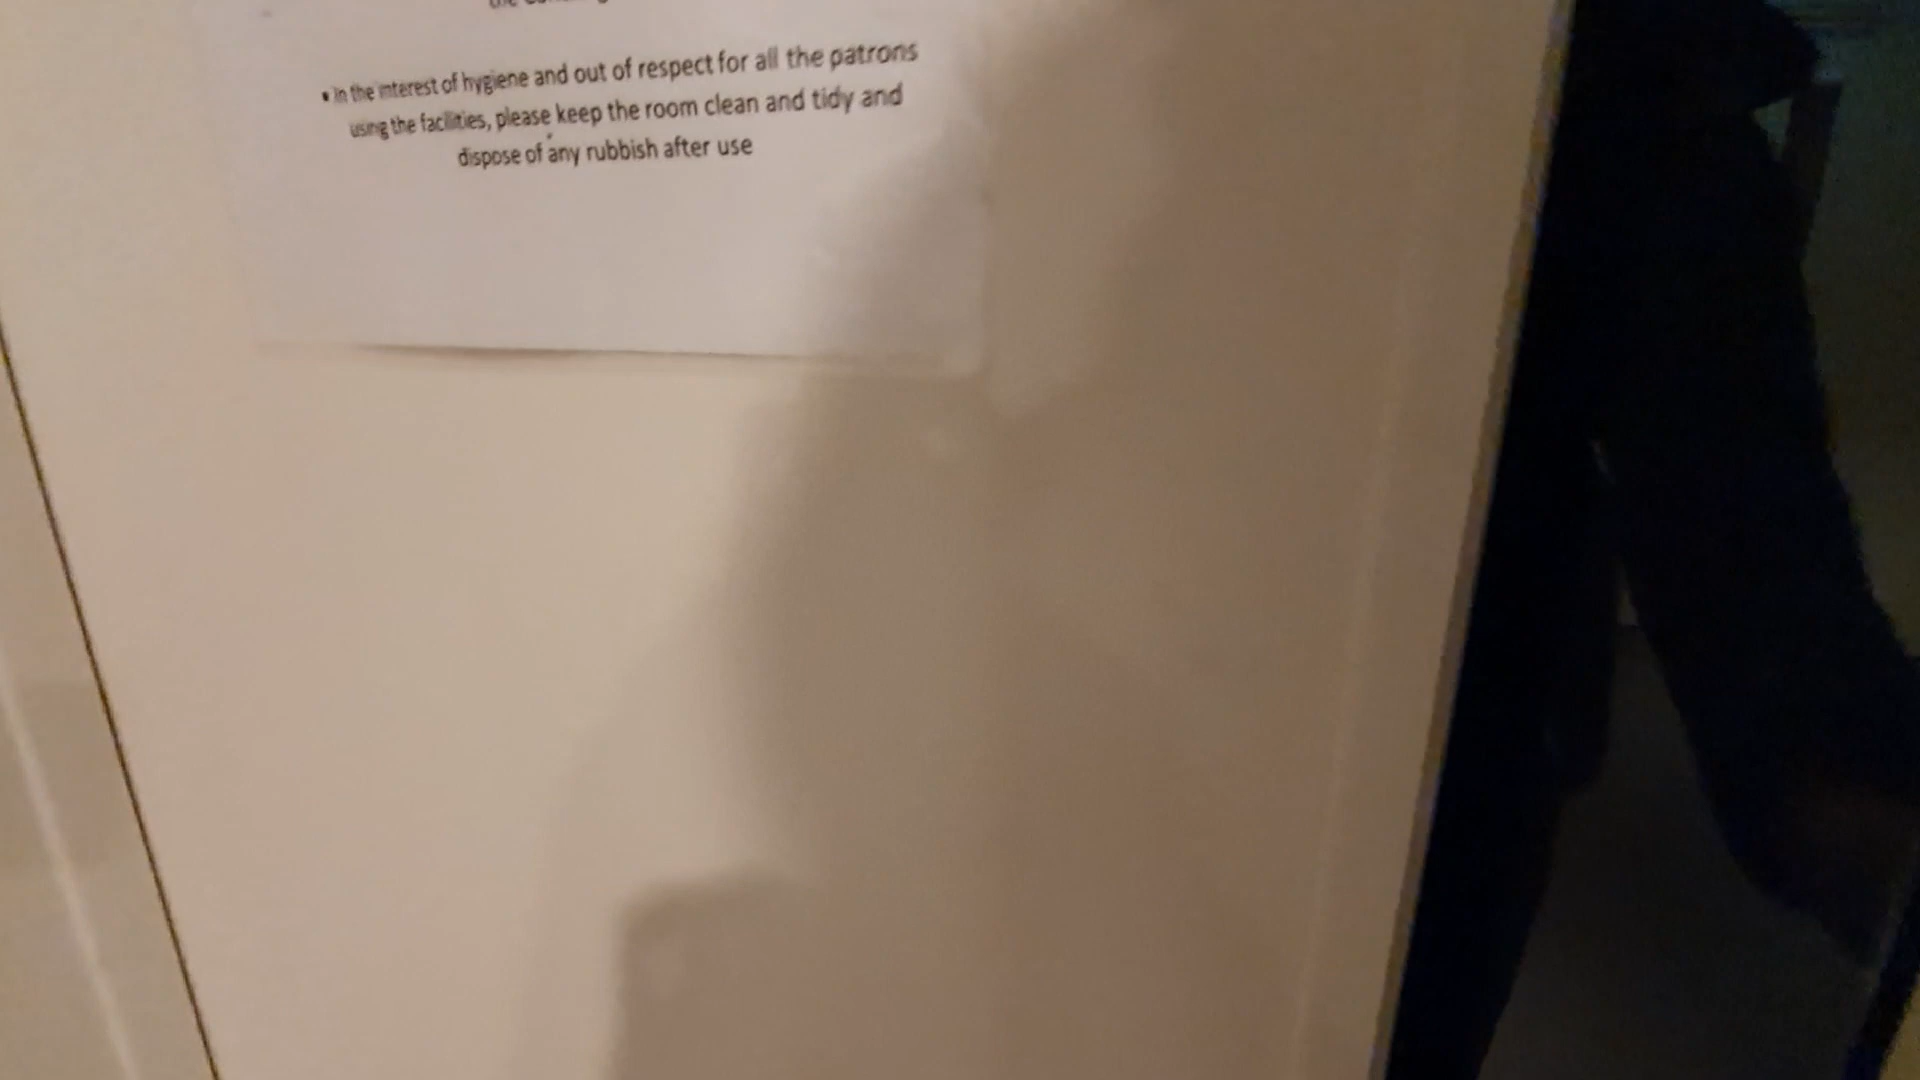 the
• In the interest of hygiene and out of respect for all the patrons
using the facilities, please keep the room clean and tidy and
dispose of any rubbish after use